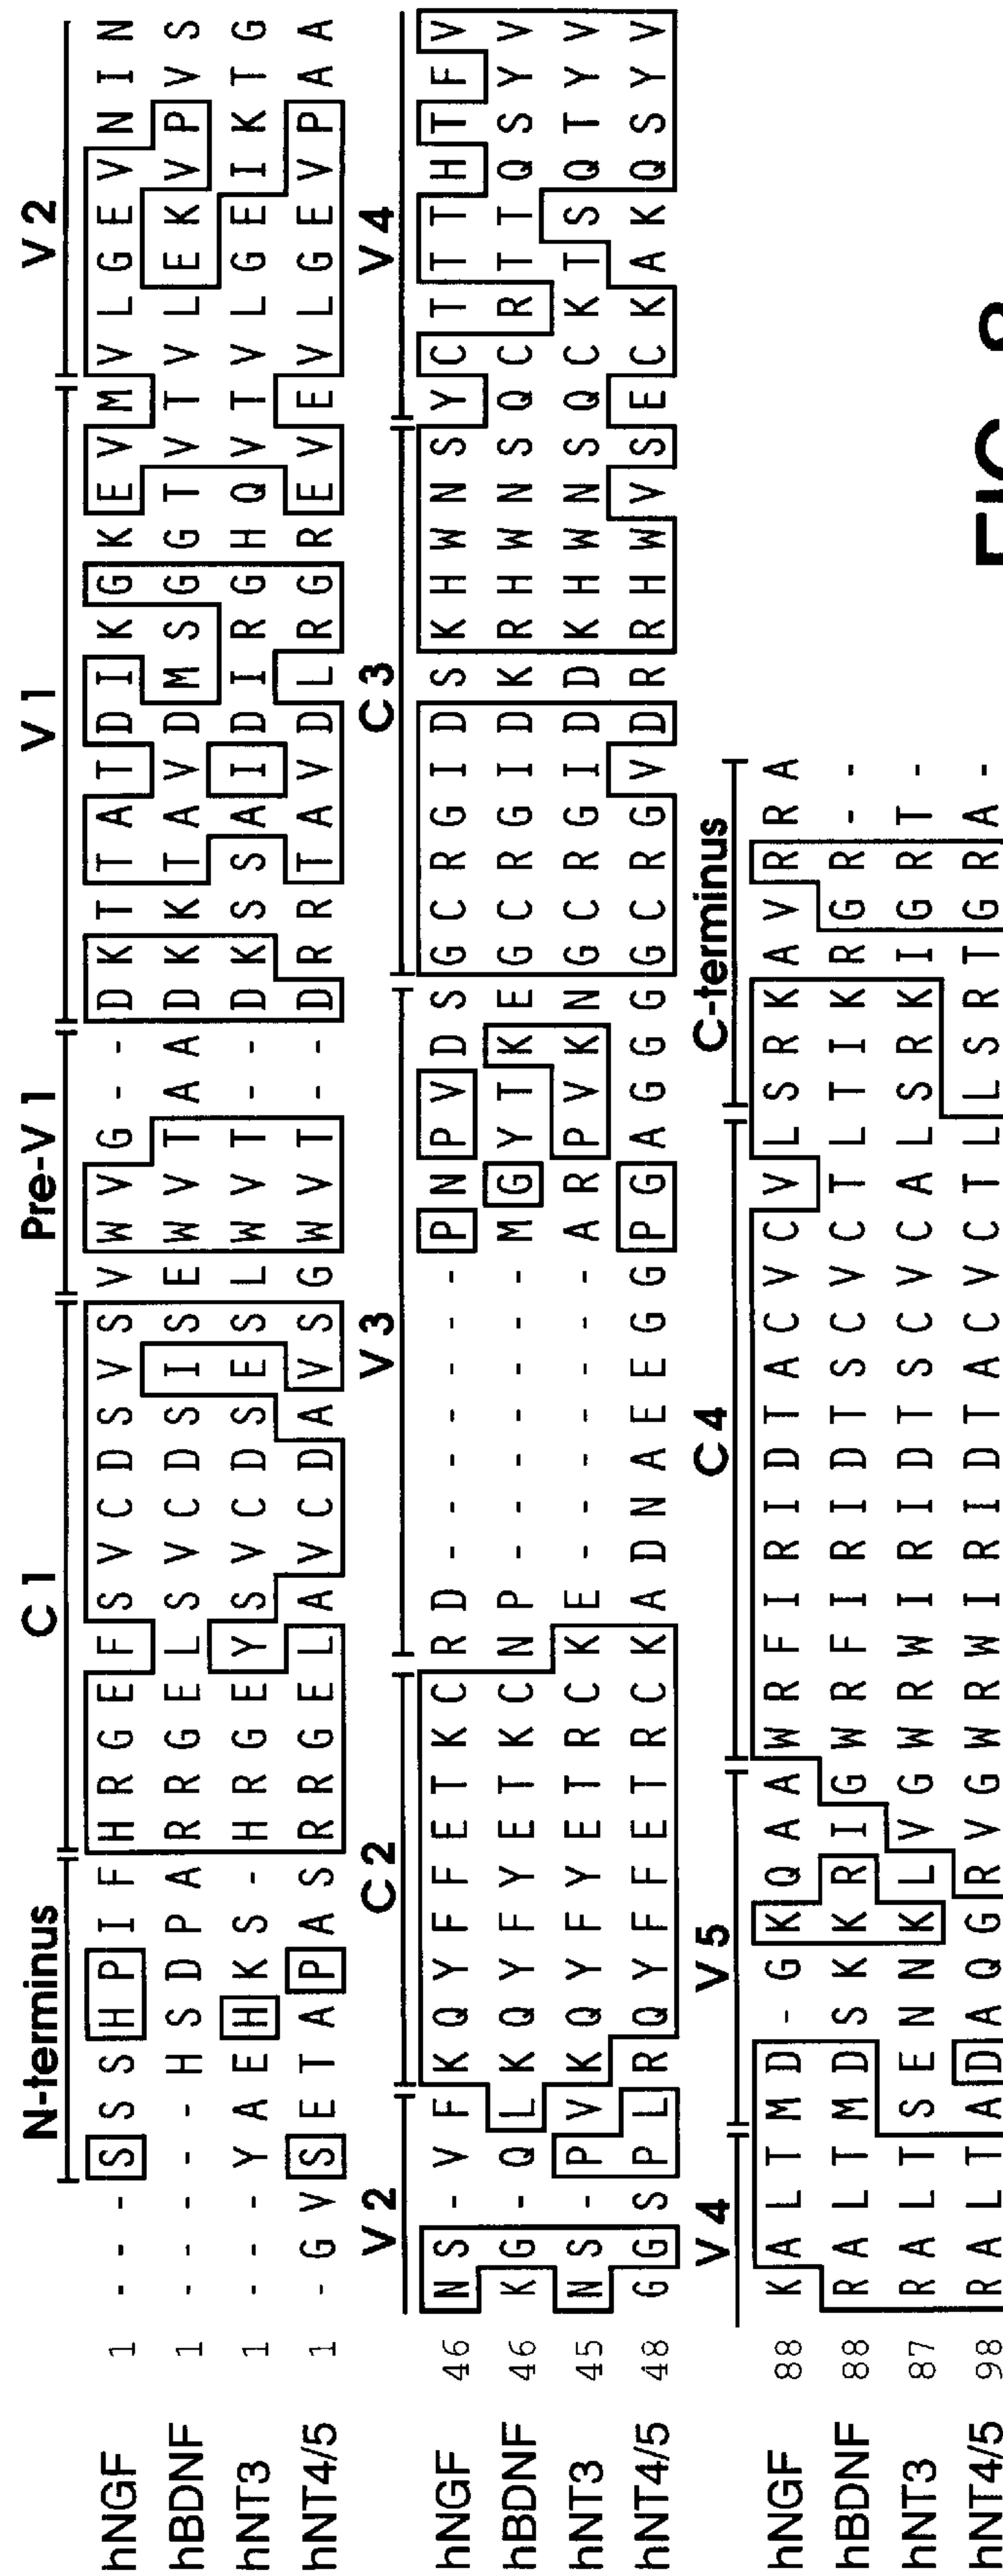 N-terminus C1 Pre-V1 V1 V2
hNGF 1 - - - S S S H P I F H R G E F S V C D S V S V W V G - - D K T T A T D I K G K E V M V L G E V N I N
hBDNF 1 - - - - - H S D P A R R G E L S V C D S I S E W V T A A D K K T A V D M S G G T V T V L E K V P V S
hNT3 1 - - - Y A E H K S - H R G E Y S V C D S E S L W V T - - D K S S A I D I R G H Q V T V L G E I K T G
hNT4/5 1 - G V S E T A P A S R R G E L A V C D A V S G W V T - - D R R T A V D L R G R E V E V L G E V P A A
V2 C2 V3 C3 V4
hNGF 46 N S - V F K Q Y F F E T K C R D - - - - - - - P N P V D S G C R G I D S K H W N S Y C T T T H T F V
hBDNF 46 K G - Q L K Q Y F Y E T K C N P - - - - - - - M G Y T K E G C R G I D K R H W N S Q C R T T Q S Y V
hNT3 45 N S - P V K Q Y F Y E T R C K E - - - - - - - A R P V K N G C R G I D D K H W N S Q C K T S Q T Y V
hNT4/5 48 G G S P L R Q Y F F E T R C K A D N A E E G G P G A G G G G C R G V D R R H W V S E C K A K Q S Y V
V4 V5 C4 C-terminus
hNGF 88 K A L T M D - G K Q A A W R F I R I D T A C V C V L S R K A V R R A
hBDNF 88 R A L T M D S K K R I G W R F I R I D T S C V C T L T I K R G R - -
hNT3 87 R A L T S E N N K L V G W R W I R I D T S C V C A L S R K I G R T -
hNT4/5 98 R A L T A D A Q G R V G W R W I R I D T A C V C T L L S R T G R A -